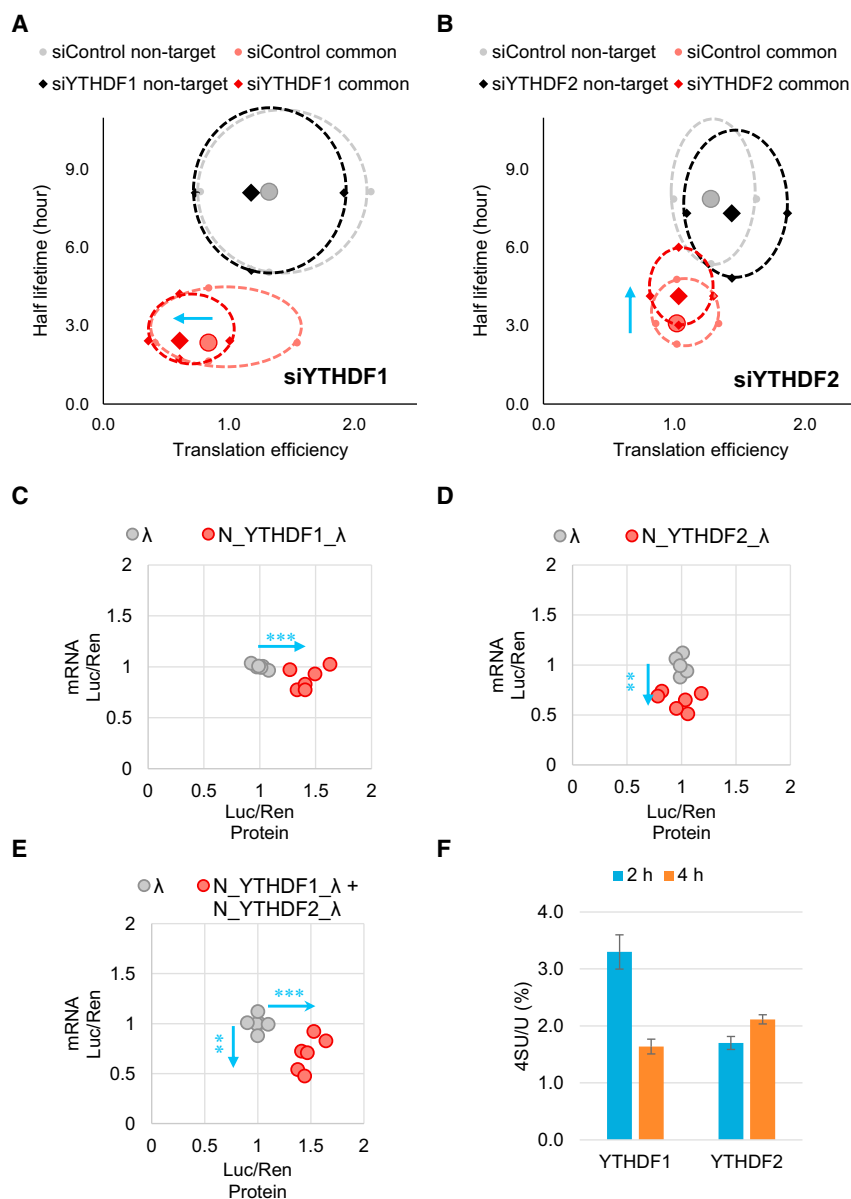 A
siControl non-target siControl common
siYTHDF1 non-target siYTHDF1 common
Half lifetime (hour)
9.0
6.0
3.0
0.0
siYTHDF1
0.0 1.0 2.0
Translation efficiency
B
siControl non-target siControl common
siYTHDF2 non-target siYTHDF2 common
Half lifetime (hour)
9.0
6.0
3.0
0.0
siYTHDF2
0.0 1.0 2.0
Translation efficiency
C
λ N_YTHDF1_λ
mRNA
Luc/Ren
2
1.5
1
0.5
0
***
0 0.5 1 1.5 2
Luc/Ren
Protein
D
λ N_YTHDF2_λ
mRNA
Luc/Ren
2
1.5
1
0.5
0
**
0 0.5 1 1.5 2
Luc/Ren
Protein
E
λ N_YTHDF1_λ +
N_YTHDF2_λ
mRNA
Luc/Ren
2
1.5
1
0.5
0
***
**
0 0.5 1 1.5 2
Luc/Ren
Protein
F
2 h 4 h
4SU/U (%)
4.0
3.0
2.0
1.0
0.0
YTHDF1 YTHDF2